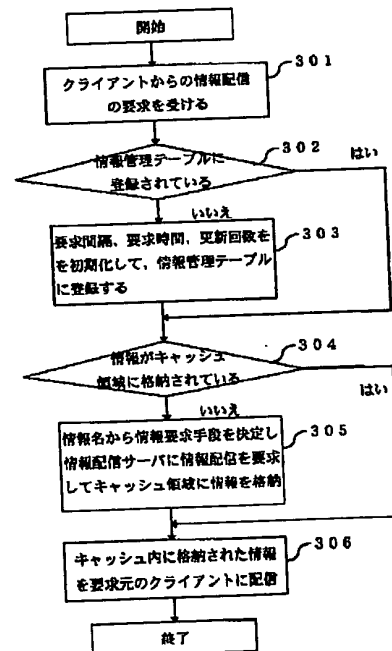 開始
クライアントからの情報配信
の要求を受ける
301
情報管理テーブルに
登録されている
302
はい
いいえ
要求間隔、要求時間，更新回数を
を初期化して，情報管理テーブル
に登録する
303
情報がキャッシュ
領域に格納されている
304
はい
いいえ
情報名から情報要求手段を決定し
情報配信サーバに情報配信を要求
してキャッシュ領域に情報を格納
305
キャッシュ内に格納された情報
を要求元のクライアントに配信
306
終了